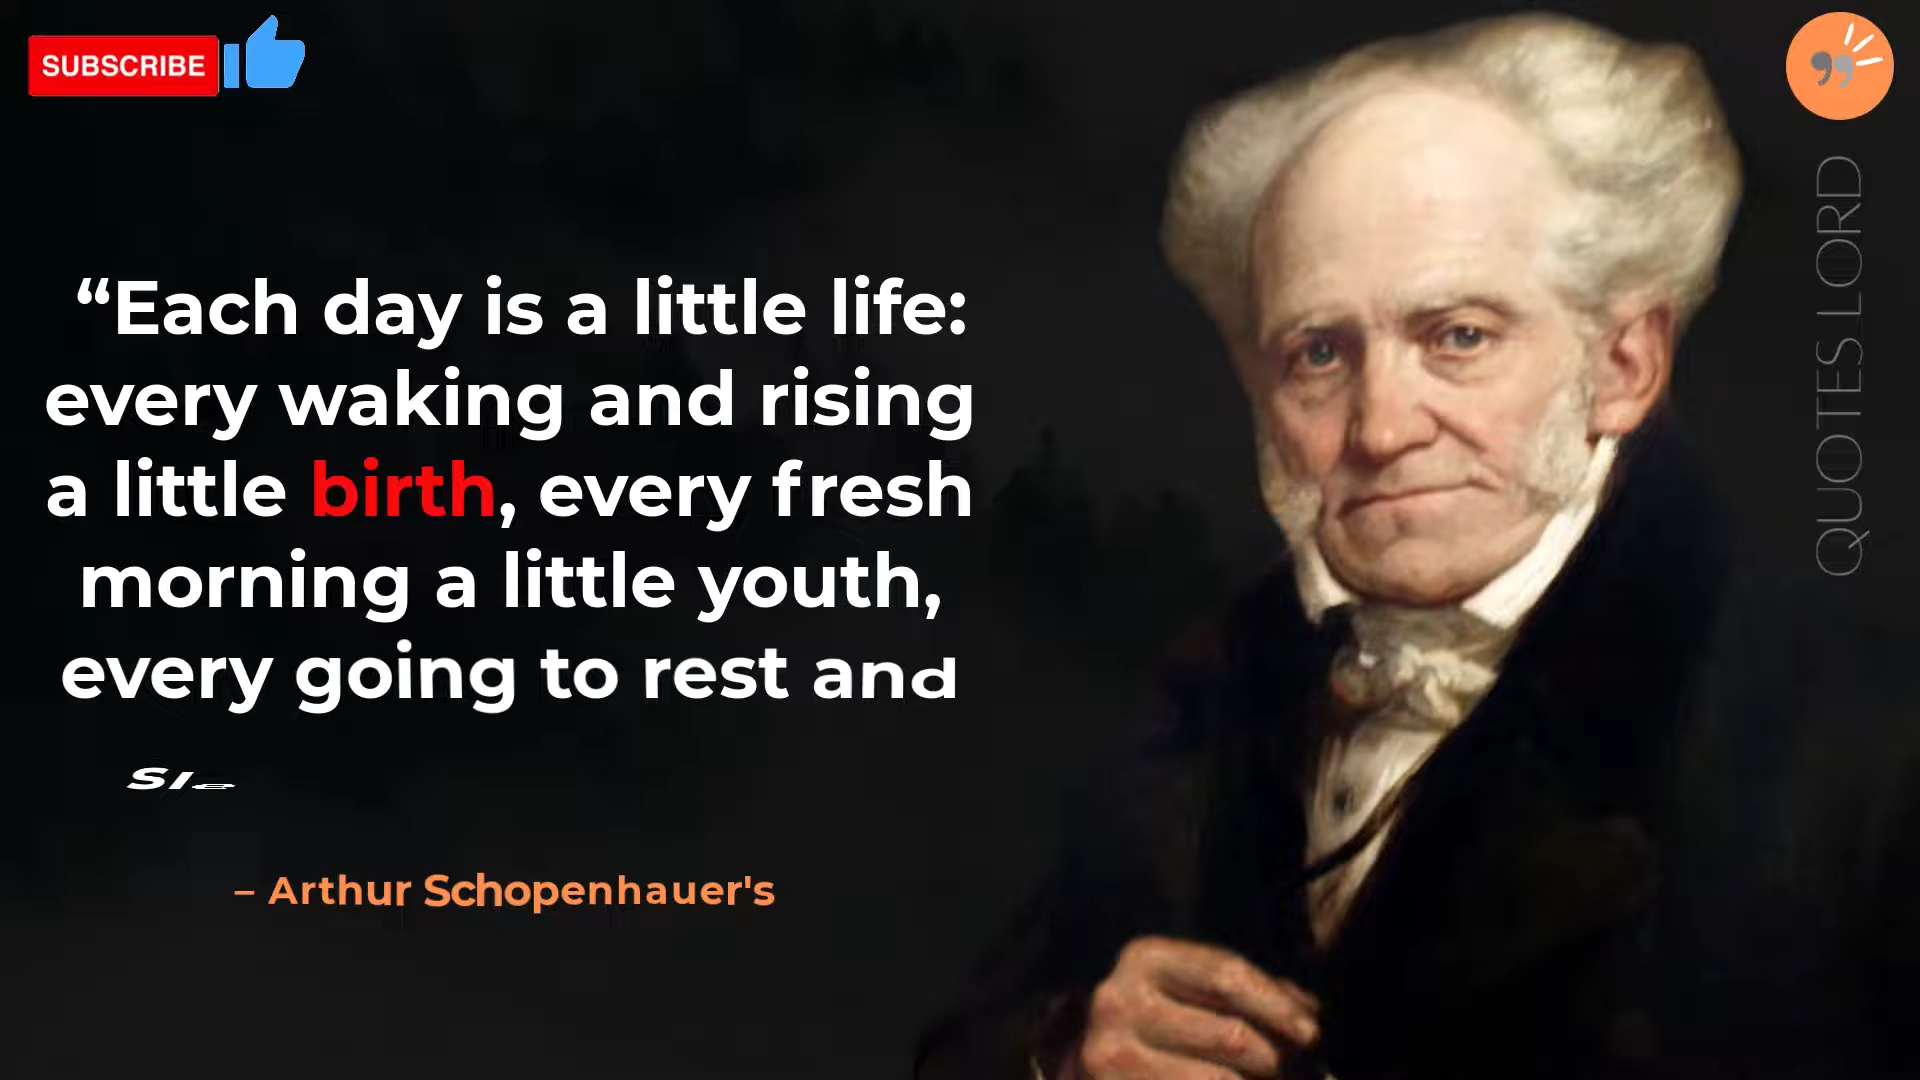 SUBSCRIBE
“Each day is a little life:
every waking and rising
a little birth, every fresh
morning a little youth,
every going to rest and
– Arthur Schopenhauer's
QUOTES LORD